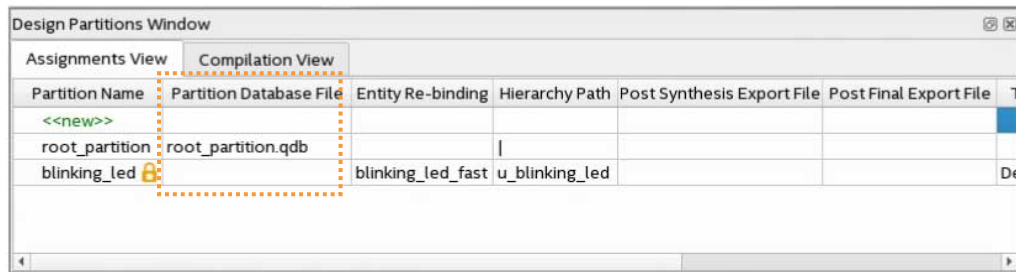 Design Partitions Window
Assignments View Compilation View
Partition Name Partition Database File Entity Re-binding Hierarchy Path Post Synthesis Export File Post Final Export File T
<<new>>
root_partition root_partition.qdb |
blinking_led blinking_led_fast u_blinking_led De